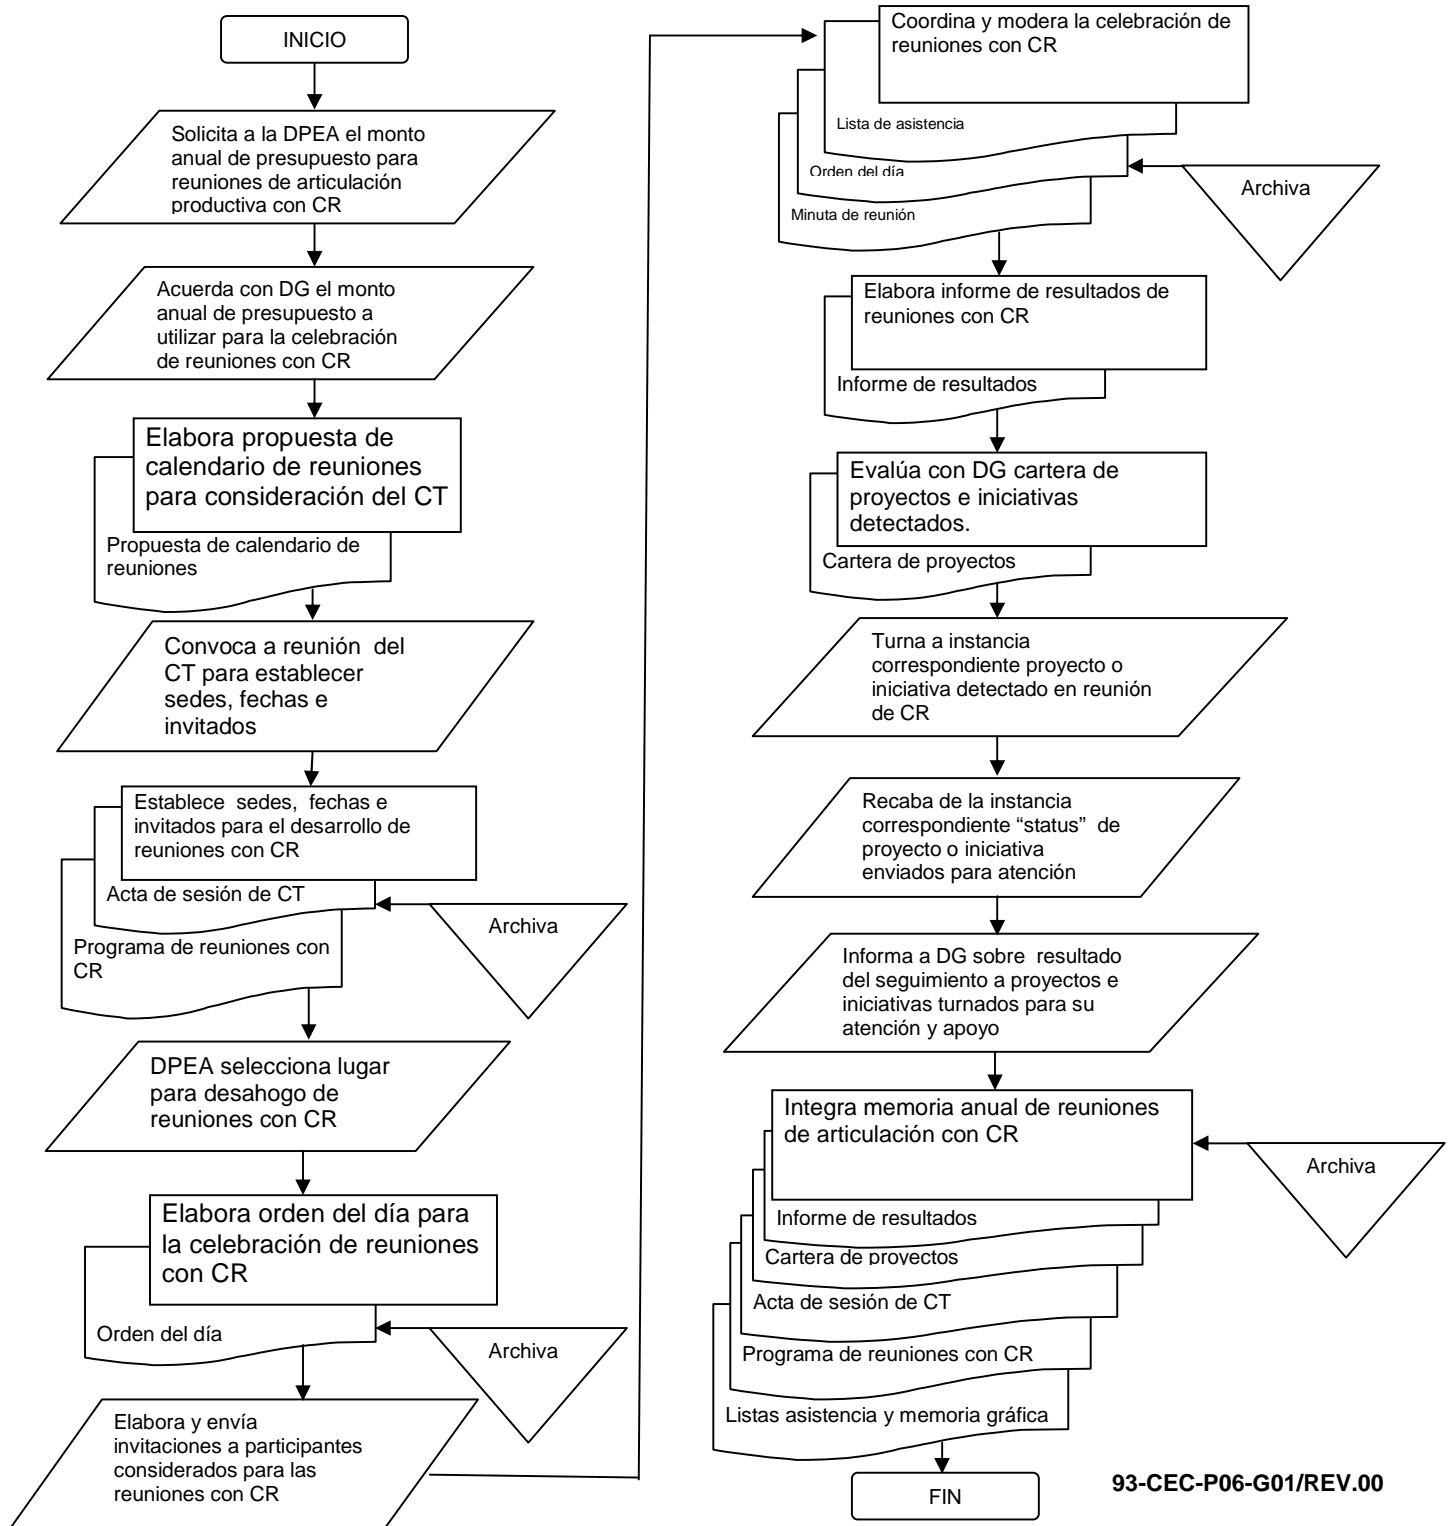 INICIO
Solicita a la DPEA el monto
anual de presupuesto para
reuniones de articulación
productiva con CR
Acuerda con DG el monto
anual de presupuesto a
utilizar para la celebración
de reuniones con CR
Elabora propuesta de
calendario de reuniones
para consideración del CT
Propuesta de calendario de
reuniones
Convoca a reunión del
CT para establecer
sedes, fechas e
invitados
Establece sedes, fechas e
invitados para el desarrollo de
reuniones con CR
Acta de sesión de CT
Archiva
Programa de reuniones con
CR
DPEA selecciona lugar
para desahogo de
reuniones con CR
Elabora orden del día para
la celebración de reuniones
con CR
Orden del día
Archiva
Elabora y envía
invitaciones a participantes
considerados para las
reuniones con CR
Coordina y modera la celebración de
reuniones con CR
Lista de asistencia
Orden del día
Archiva
Minuta de reunión
Elabora informe de resultados de
reuniones con CR
Informe de resultados
Evalúa con DG cartera de
proyectos e iniciativas
detectados.
Cartera de proyectos
Turna a instancia
correspondiente proyecto o
iniciativa detectado en reunión
de CR
Recaba de la instancia
correspondiente “status” de
proyecto o iniciativa
enviados para atención
Informa a DG sobre resultado
del seguimiento a proyectos e
iniciativas turnados para su
atención y apoyo
Integra memoria anual de reuniones
de articulación con CR
Archiva
Informe de resultados
Cartera de proyectos
Acta de sesión de CT
Programa de reuniones con CR
Listas asistencia y memoria gráfica
FIN
93-CEC-P06-G01/REV.00